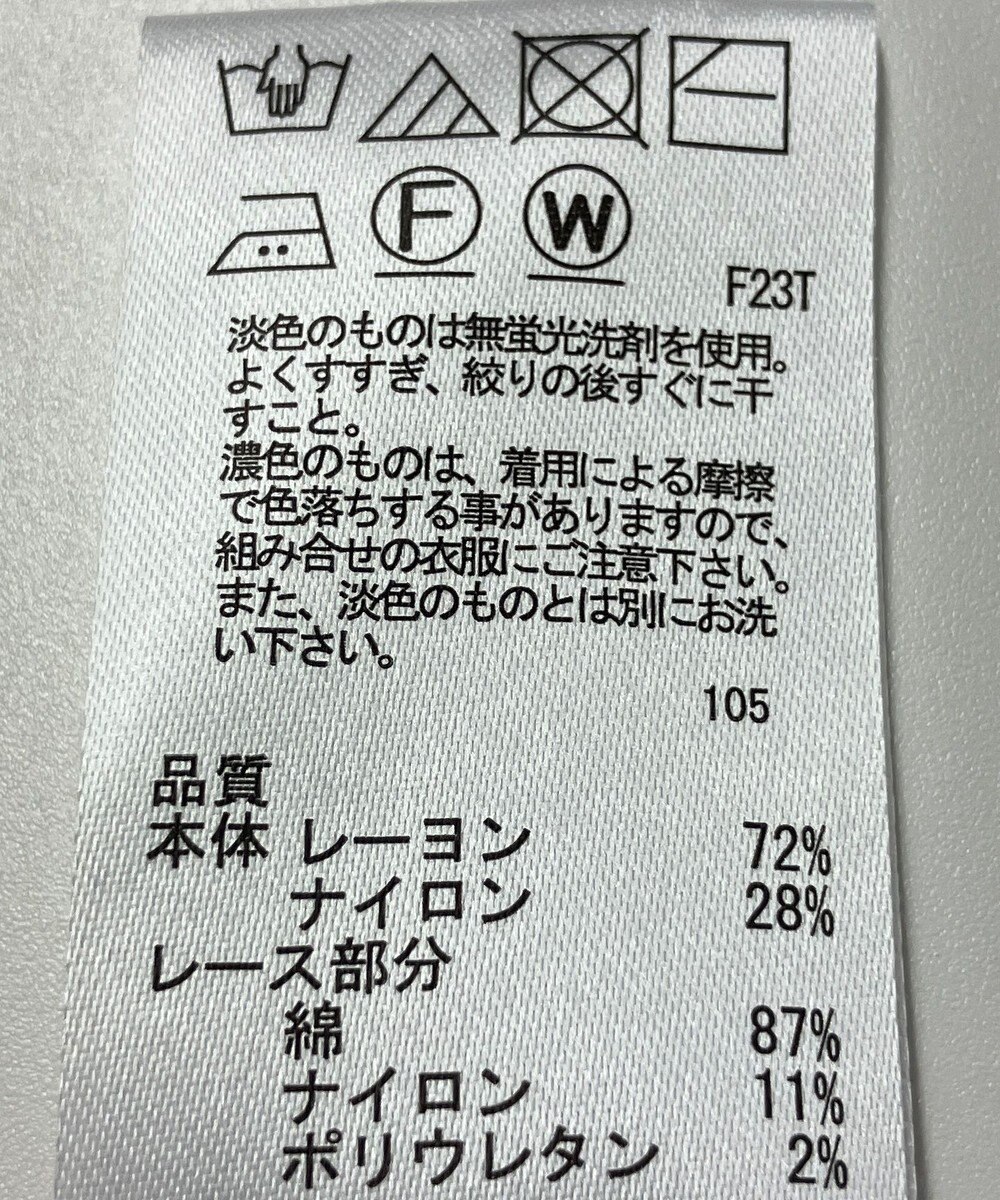 F
W
F23T
淡色のものは無蛍光洗剤を使用。
よくすすぎ、絞りの後すぐに干
すこと。
濃色のものは、着用による摩擦
で色落ちする事がありますので、
組み合せの衣服にご注意下さい。
また、淡色のものとは別にお洗
い下さい。
105
品質
本体 レーヨン 72%
ナイロン 28%
レース部分
綿 87%
ナイロン 11%
ポリウレタン 2%